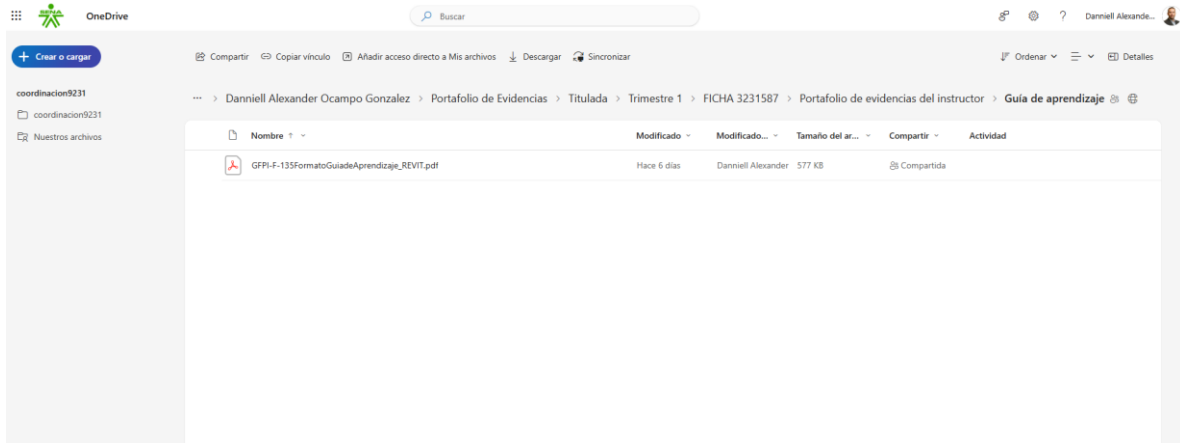 SENA OneDrive Buscar Danniell Alexande...
Crear o cargar Compartir Copiar vínculo Añadir acceso directo a Mis archivos Descargar Sincronizar Ordenar Detalles
coordinacion9231
coordinacion9231
Nuestros archivos
... > Danniell Alexander Ocampo Gonzalez > Portafolio de Evidencias > Titulada > Trimestre 1 > FICHA 3231587 > Portafolio de evidencias del instructor > Guía de aprendizaje
Nombre Modificado Modificado... Tamaño del ar... Compartir Actividad
GFPI-F-135FormatoGuiadeAprendizaje_REVIT.pdf Hace 6 días Danniell Alexander 577 KB Compartida